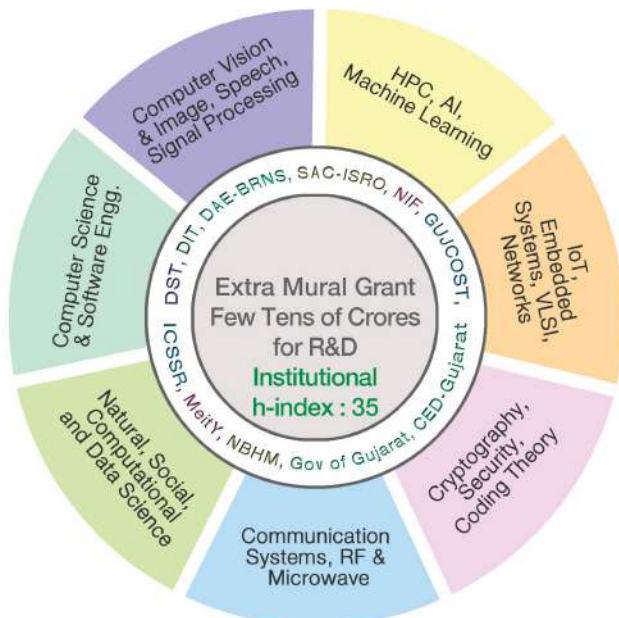 Computer Vision
& Image, Speech,
Signal Processing
HPC, AI,
Machine Learning
IoT,
Embedded
Systems, VLSI,
Networks
Cryptography,
Security,
Coding Theory
Communication
Systems, RF &
Microwave
Natural, Social,
Computational
and Data Science
Computer Science
& Software Engg.
DST, DIT, DAE-BRNS, SAC-ISRO, NIF, GUJCOST,
ICSSR, MeitY, NBHM, Gov of Gujarat, CED-Gujarat
Extra Mural Grant
Few Tens of Crores
for R&D
Institutional
h-index : 35